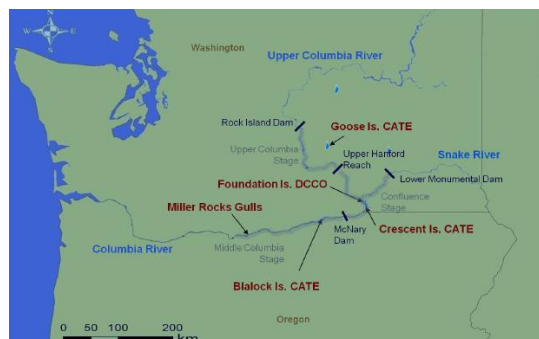 N
W
E
S
Washington
Upper Columbia River
Rock Island Dam
Goose Is. CATE
Upper Columbia
Stage
Upper Hanford
Reach
Snake River
Lower Monumental Dam
Foundation Is. DCCO
Confluence
Stage
Miller Rocks Gulls
Crescent Is. CATE
Columbia River
Middle Columbia
Stage
McNary
Dam
Blalock Is. CATE
Oregon
0 50 100 200
km